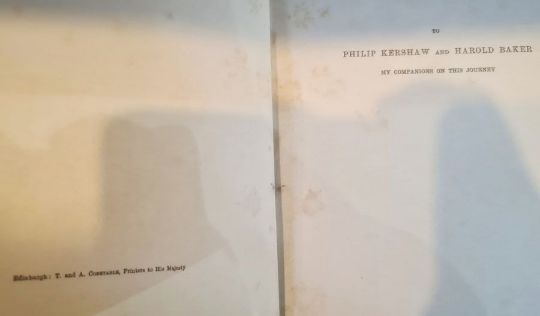 Edinburgh: T. and A. CONSTABLE, Printers to His Majesty
TO
PHILIP KERSHAW AND HAROLD BAKER
MY COMPANIONS ON THIS JOURNEY